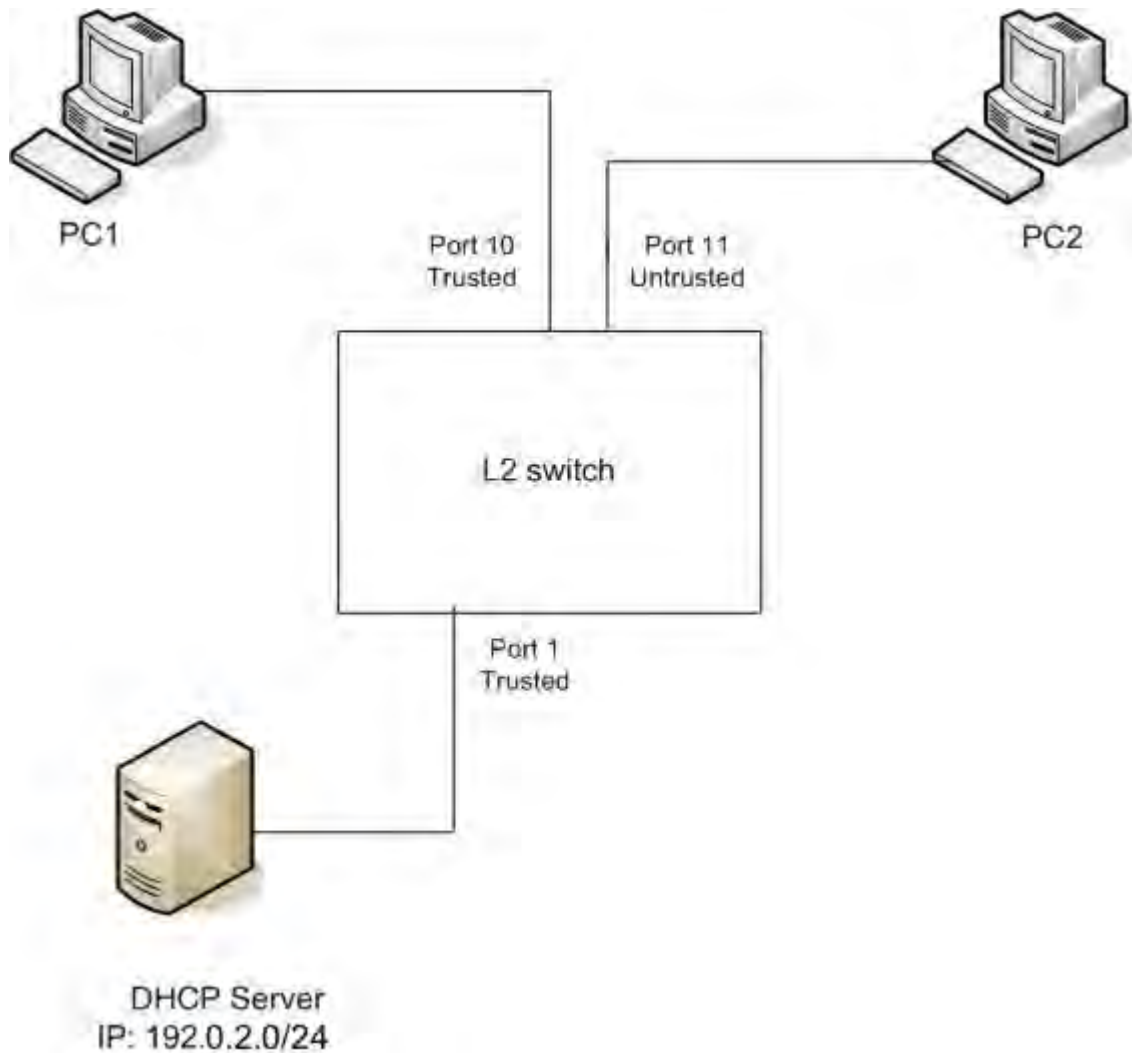 PC1
PC2
Port 10
Trusted
Port 11
Untrusted
L2 switch
Port 1
Trusted
DHCP Server
IP: 192.0.2.0/24